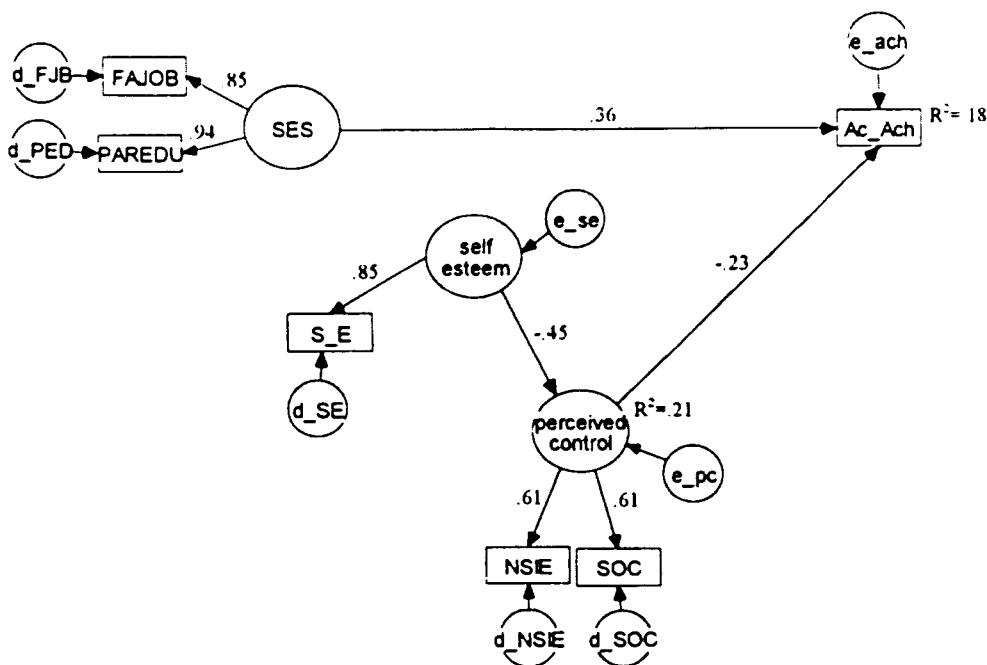 e_ach
d_FJB
FAJOB
85
SES
.36
Ac_Ach
R²= 18
d_PED
PAREDU
.94
e_se
self
esteem
.85
-.23
S_E
-.45
d_SE
perceived
control
R²=.21
e_pc
.61
.61
NSIE
SOC
d_NSIE
d_SOC